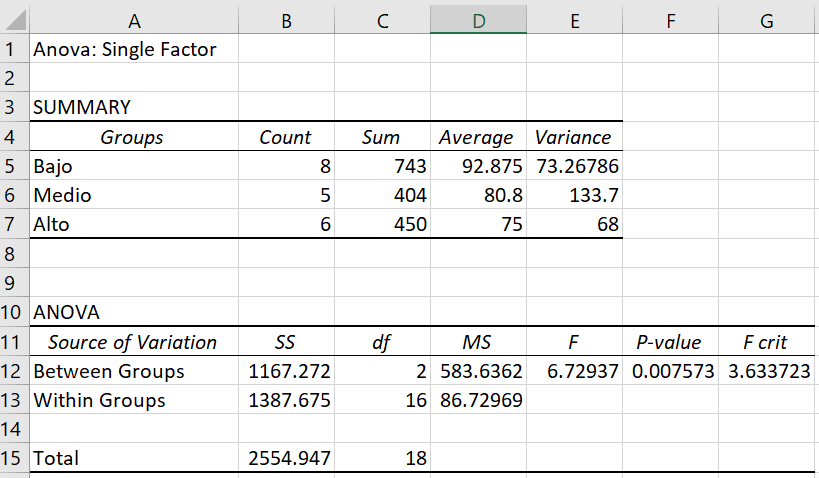 A B C D E F G
1 Anova: Single Factor
2
3 SUMMARY
4 Groups Count Sum Average Variance
5 Bajo 8 743 92.875 73.26786
6 Medio 5 404 80.8 133.7
7 Alto 6 450 75 68
8
9
10 ANOVA
11 Source of Variation SS df MS F P-value F crit
12 Between Groups 1167.272 2 583.6362 6.72937 0.007573 3.633723
13 Within Groups 1387.675 16 86.72969
14
15 Total 2554.947 18